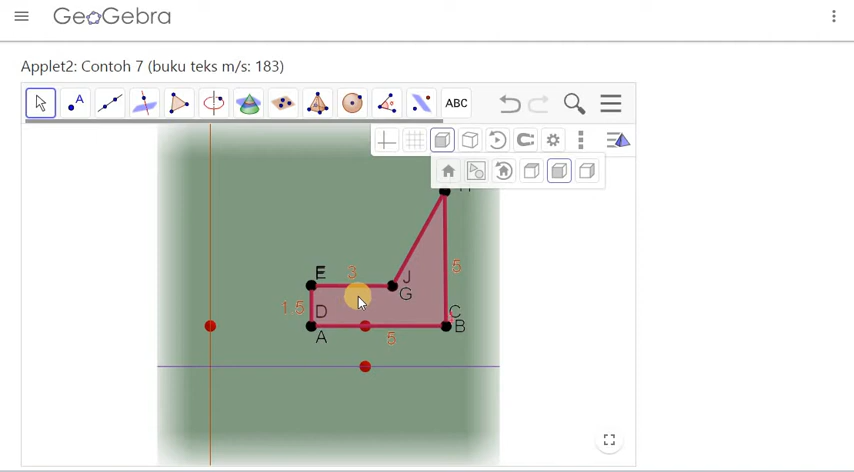 GeoGebra
Applet2: Contoh 7 (buku teks m/s: 183)
ABC
E
3
J
G
5
1.5
D
C
B
A
5